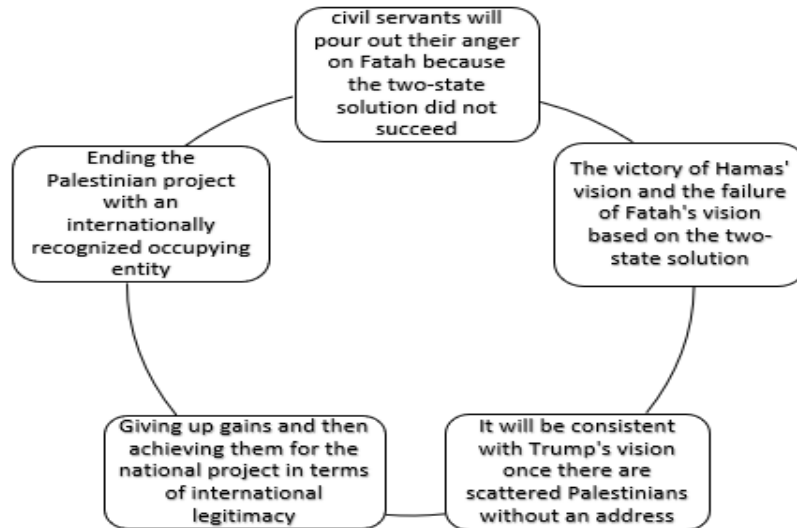 civil servants will
pour out their anger
on Fatah because
the two-state
solution did not
succeed
The victory of Hamas'
vision and the failure
of Fatah's vision
based on the two-
state solution
It will be consistent
with Trump's vision
once there are
scattered Palestinians
without an address
Giving up gains and then
achieving them for the
national project in terms
of international
legitimacy
Ending the
Palestinian project
with an
internationally
recognized occupying
entity